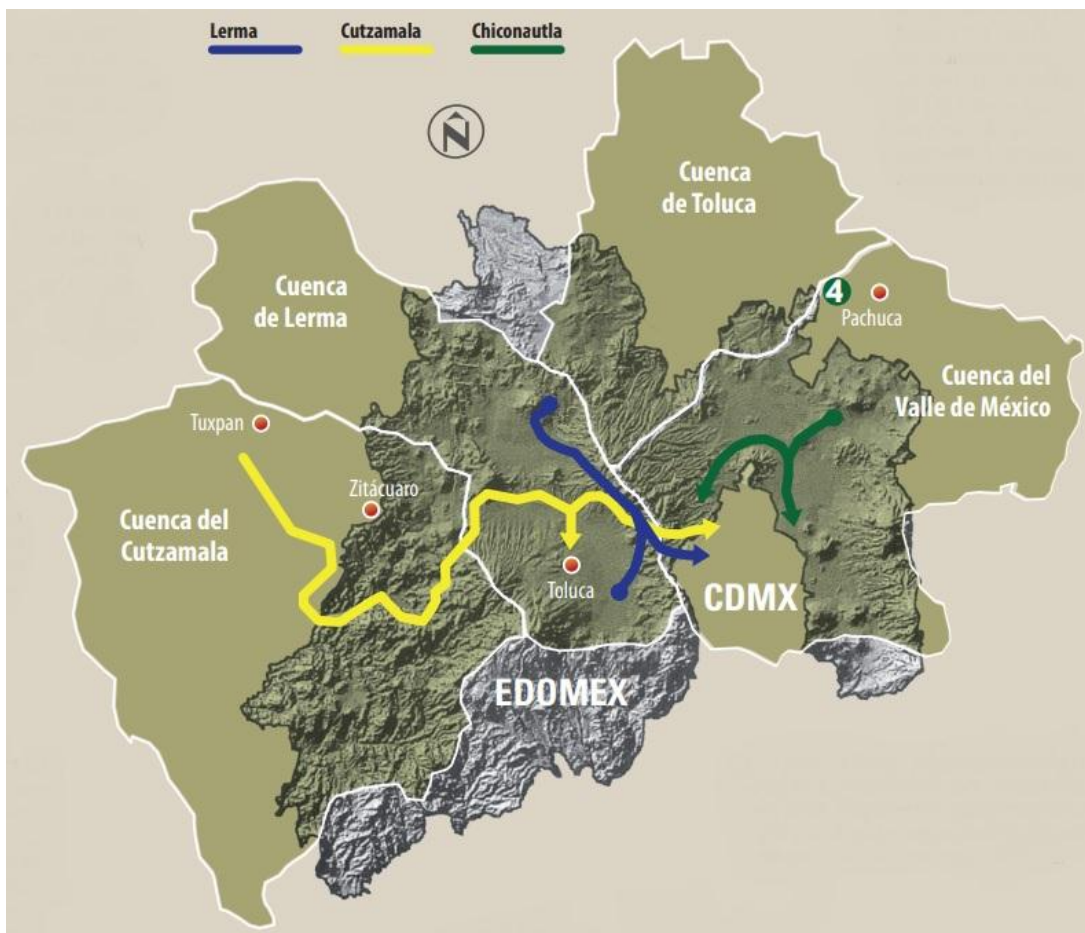 Lerma
Cutzamala
Chiconautla
N
Cuenca
de Toluca
Cuenca
de Lerma
4
Pachuca
Cuenca del
Valle de México
Tuxpan
Zitácuaro
Cuenca del
Cutzamala
Toluca
CDMX
EDOMEX